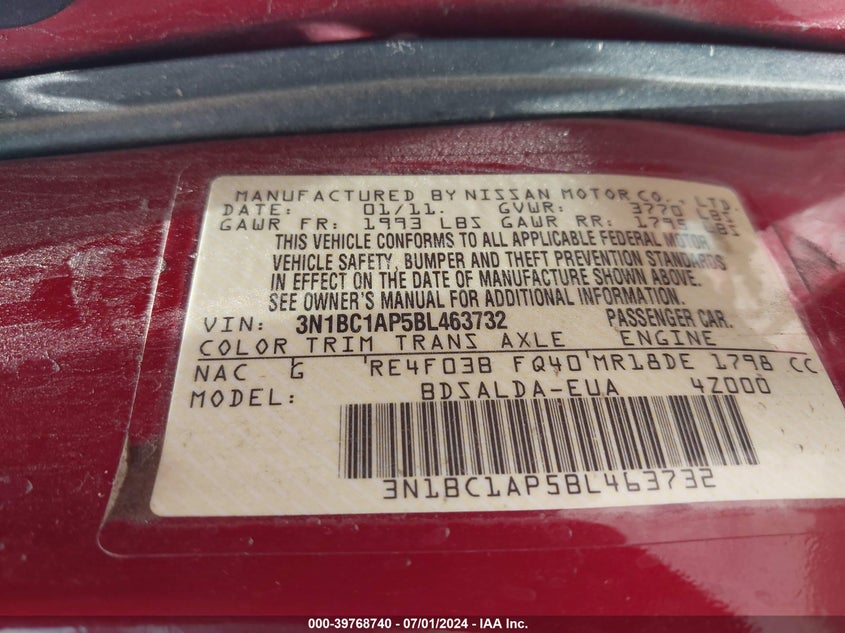 MANUFACTURED BY NISSAN MOTOR CO., LTD.
DATE: 01/11. GVWR: 3770 LBS
GAWR FR: 1993 LBS GAWR RR: 1798 LBS
THIS VEHICLE CONFORMS TO ALL APPLICABLE FEDERAL MOTOR
VEHICLE SAFETY, BUMPER AND THEFT PREVENTION STANDARDS
IN EFFECT ON THE DATE OF MANUFACTURE SHOWN ABOVE.
SEE OWNER'S MANUAL FOR ADDITIONAL INFORMATION.
VIN: 3N1BC1AP5BL463732 PASSENGER CAR.
COLOR TRIM TRANS AXLE ENGINE
NAC G RE4F03B FQ40 MR18DE 1798 CC
MODEL: BDSALDA-EUA 4Z000
3N1BC1AP5BL463732
000-39768740 - 07/01/2024 - IAA Inc.